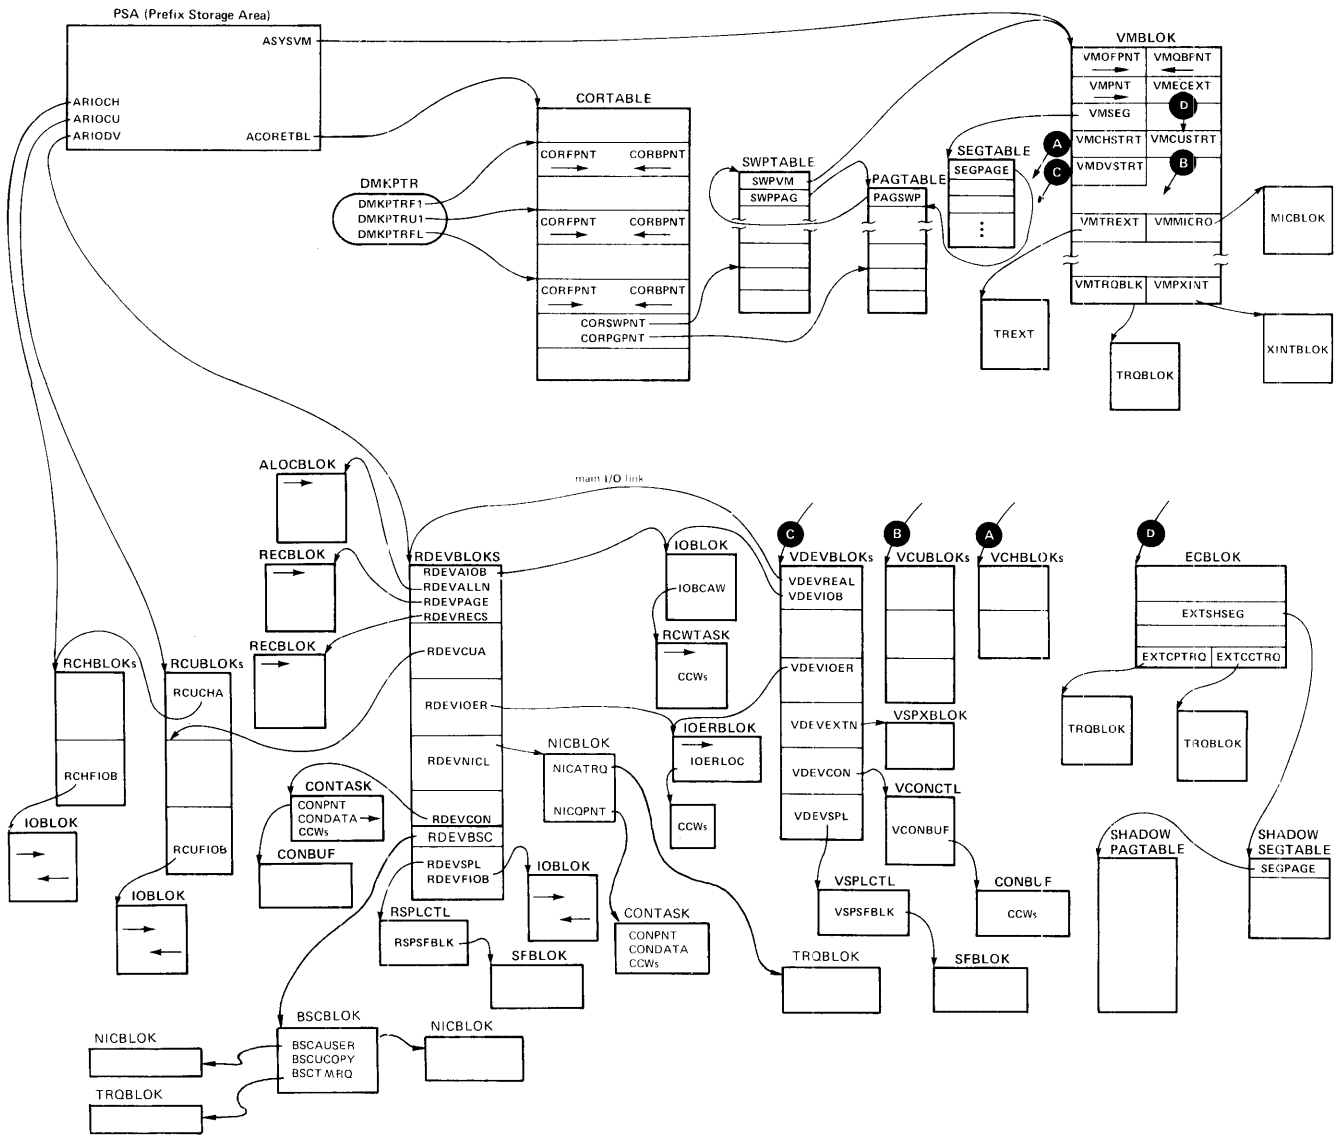 PSA (Prefix Storage Area)
ASYSVM
ARIOCH
ARIOCU
ARIODV
ACORETBL
CORTABLE
CORFPNT CORBPNT
CORFPNT CORBPNT
CORFPNT CORBPNT
CORSWPNT
CORPGPNT
DMKPTR
DMKPTRF1
DMKPTRU1
DMKPTRFL
SWPTABLE
SWPVM
SWPPAG
PAGTABLE
PAGSWP
SEGTABLE
SEGPAGE
VMBLOK
VMOFPNT VMQBFNT
VMPNT VMECEXT
D
VMSEG
A
VMCHSTRT VMCUSTRT
C
VMDVSTRT B
VMTREXT VMMICRO
VMTRQBLK VMPXINT
MICBLOK
TREXT
TRQBLOK
XINTBLOK
main I/O link
ALOCBLOK
RECBLOK
RECBLOK
RDEVBLOKS
RDEVAIOB
RDEVALLN
RDEVPAGE
RDEVRECS
RDEVCUA
RDEVIOER
RDEVNICL
RDEVCON
RDEVBSC
RDEVSPL
RDEVFIOB
RCHBLOKs
RCHFIOB
RCUBLOKs
RCUCHA
RCUFIOB
IOBLOK
IOBLOK
CONTASK
CONPNT
CONDATA
CCWs
CONBUF
RSPLCTL
RSPSFBLK
SFBLOK
IOBLOK
NICBLOK
NICATRQ
NICQPNT
CONTASK
CONPNT
CONDATA
CCWs
TRQBLOK
BSCBLOK
BSCAUSER
BSCUCOPY
BSCTMRQ
NICBLOK
NICBLOK
TRQBLOK
IOBLOK
IOBCAW
RCWTASK
CCWs
IOERBLOK
IOERLOC
CCWs
C
VDEVBLOKs
VDEVREAL
VDEVIOB
VDEVIOER
VDEVEXTN
VDEVCON
VDEVSPL
B
VCUBLOKs
A
VCHBLOKs
VSPXBLOK
VCONCTL
VCONBUF
CONBUF
CCWs
VSPLCTL
VSPSFBLK
SFBLOK
D
ECBLOK
EXTSHSEG
EXTCPTRQ EXTCCTRQ
TRQBLOK
TRQBLOK
SHADOW
PAGTABLE
SHADOW
SEGTABLE
SEGPAGE